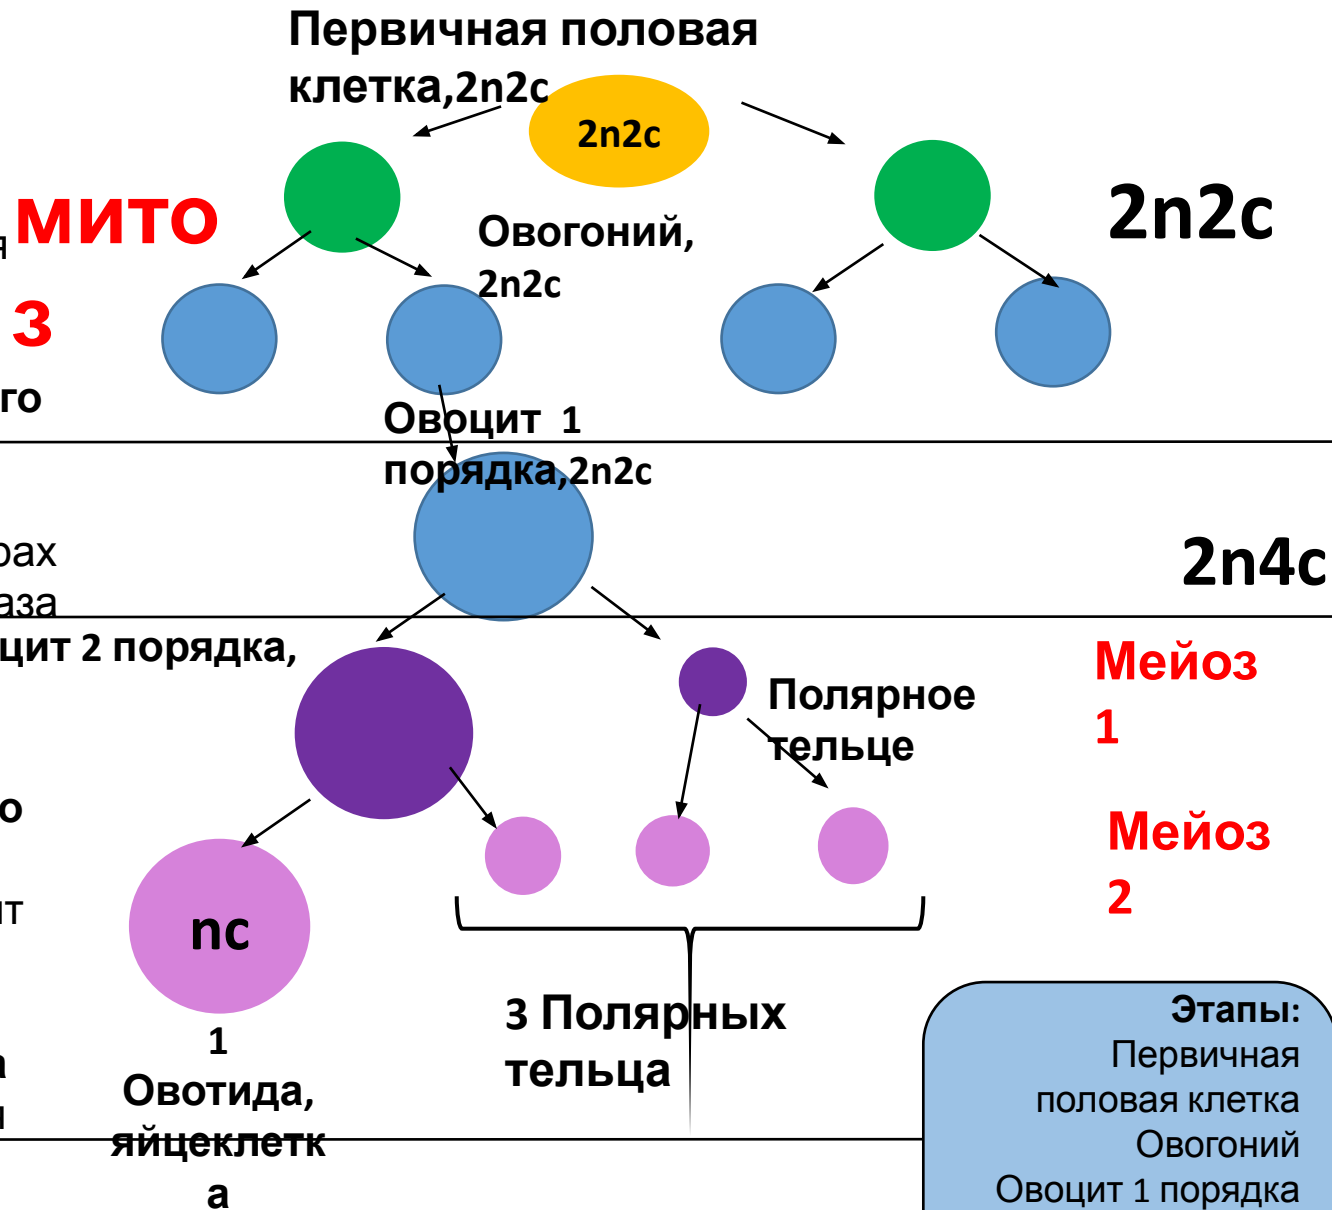 Первичная половая
клетка,2n2c
2n2c
мито
з
я
го
Овогоний,
2n2c
2n2c
Овоцит 1
порядка,2n2c
рах
аза
2n4c
цит 2 порядка,
Полярное
тельце
Мейоз
1
о
Мейоз
2
ит
nc
3 Полярных
тельца
1
Овотида,
яйцеклетк
а
а
Этапы:
Первичная
половая клетка
Овогоний
Овоцит 1 порядка